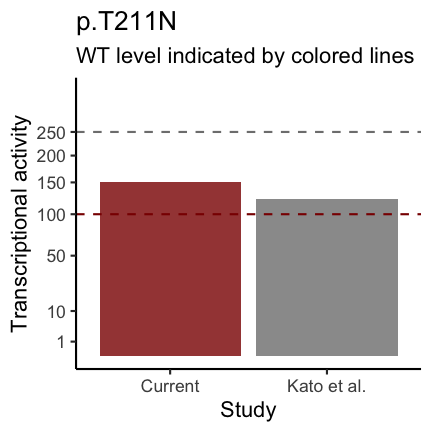 p.T211N
WT level indicated by colored lines
Transcriptional activity
250
200
150
100
50
10
1
Current
Kato et al.
Study